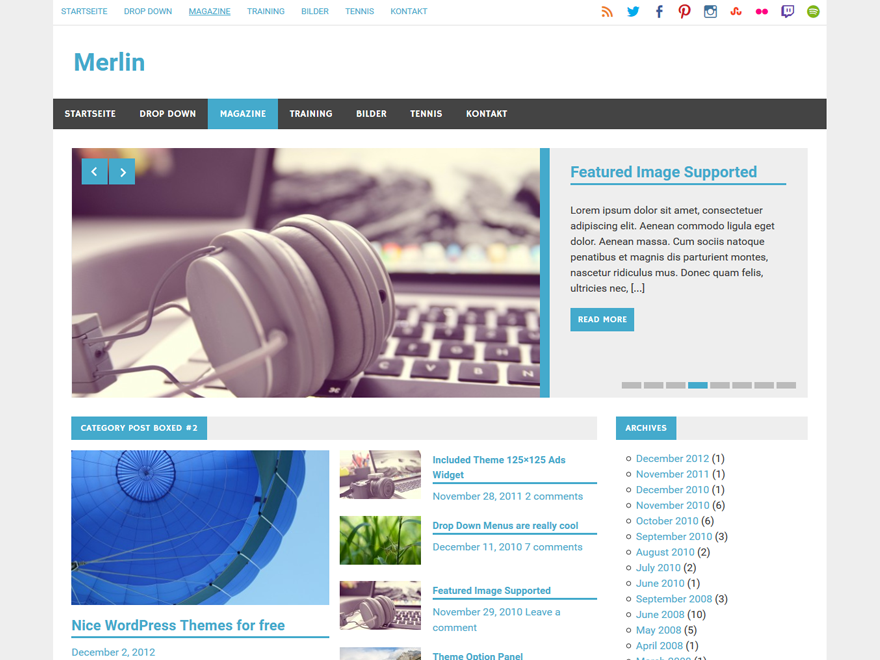 STARTSEITE DROP DOWN MAGAZINE TRAINING BILDER TENNIS KONTAKT
Merlin
STARTSEITE DROP DOWN MAGAZINE TRAINING BILDER TENNIS KONTAKT
Featured Image Supported
Lorem ipsum dolor sit amet, consectetuer
adipiscing elit. Aenean commodo ligula eget
dolor. Aenean massa. Cum sociis natoque
penatibus et magnis dis parturient montes,
nascetur ridiculus mus. Donec quam felis,
ultricies nec, [...]
READ MORE
CATEGORY POST BOXED #2
Nice WordPress Themes for free
December 2, 2012
Included Theme 125×125 Ads
Widget
November 28, 2011 2 comments
Drop Down Menus are really cool
December 11, 2010 7 comments
Featured Image Supported
November 29, 2010 Leave a
comment
Theme Option Panel
ARCHIVES
December 2012 (1)
November 2011 (1)
December 2010 (1)
November 2010 (6)
October 2010 (6)
September 2010 (3)
August 2010 (2)
July 2010 (2)
June 2010 (1)
September 2008 (3)
June 2008 (10)
May 2008 (5)
April 2008 (1)